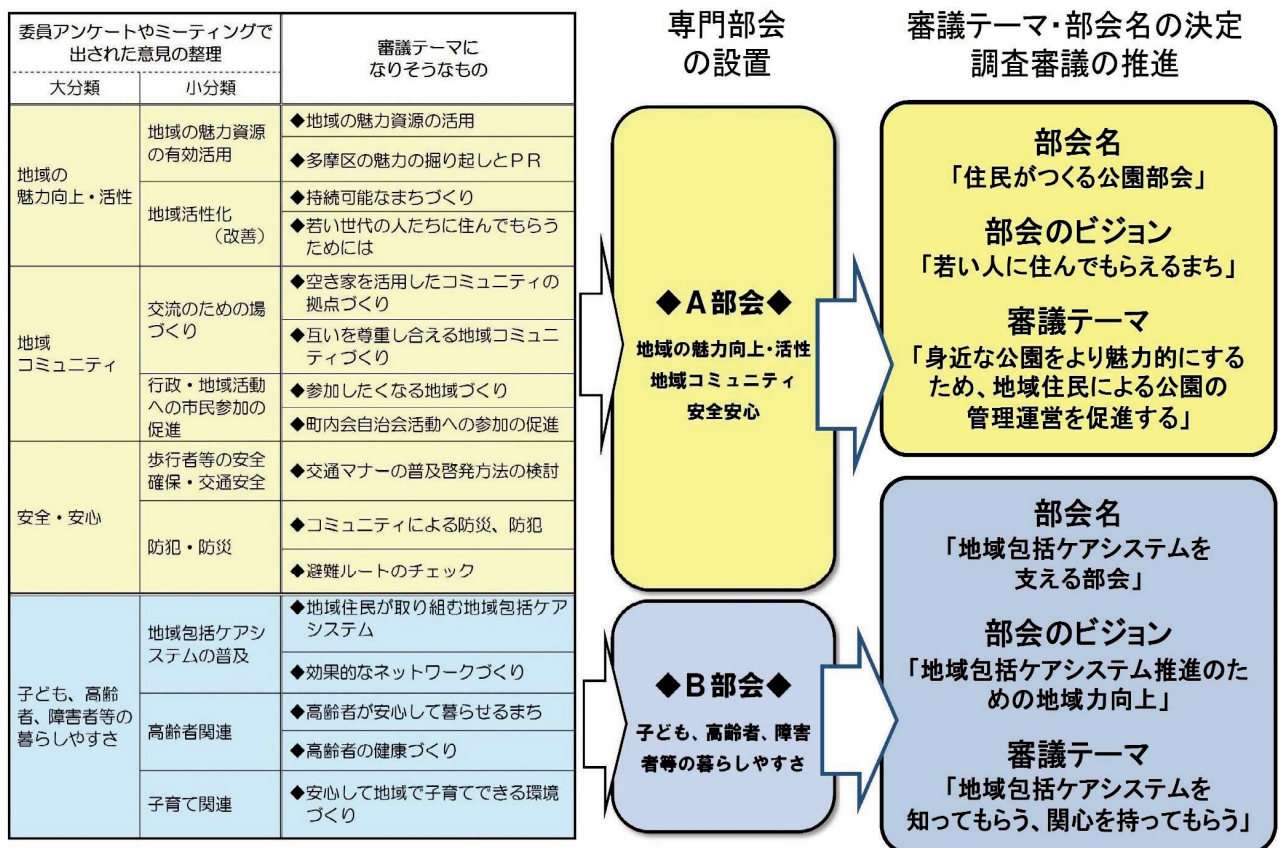 委員アンケートやミーティングで
出された意見の整理
審議テーマに
なりそうなもの
大分類
小分類
地域の
魅力向上・活性
地域の魅力資源
の有効活用
◆地域の魅力資源の活用
◆多摩区の魅力の掘り起しとPR
地域活性化
(改善)
◆持続可能なまちづくり
◆若い世代の人たちに住んでもらう
ためには
地域
コミュニティ
交流のための場
づくり
◆空き家を活用したコミュニティの
拠点づくり
◆互いを尊重し合える地域コミュニ
ティづくり
行政・地域活動
への市民参加の
促進
◆参加したくなる地域づくり
◆町内会自治会活動への参加の促進
安全・安心
歩行者等の安全
確保・交通安全
◆交通マナーの普及啓発方法の検討
防犯・防災
◆コミュニティによる防災、防犯
◆避難ルートのチェック
子ども、高齢
者、障害者等の
暮らしやすさ
地域包括ケアシ
ステムの普及
◆地域住民が取り組む地域包括ケア
システム
◆効果的なネットワークづくり
高齢者関連
◆高齢者が安心して暮らせるまち
◆高齢者の健康づくり
子育て関連
◆安心して地域で子育てできる環境
づくり
専門部会
の設置
◆A部会◆
地域の魅力向上・活性
地域コミュニティ
安全安心
◆B部会◆
子ども、高齢者、障害
者等の暮らしやすさ
審議テーマ・部会名の決定
調査審議の推進
部会名
「住民がつくる公園部会」
部会のビジョン
「若い人に住んでもらえるまち」
審議テーマ
「身近な公園をより魅力的にする
ため、地域住民による公園の
管理運営を促進する」
部会名
「地域包括ケアシステムを
支える部会」
部会のビジョン
「地域包括ケアシステム推進のた
めの地域力向上」
審議テーマ
「地域包括ケアシステムを
知ってもらう、関心を持ってもらう」